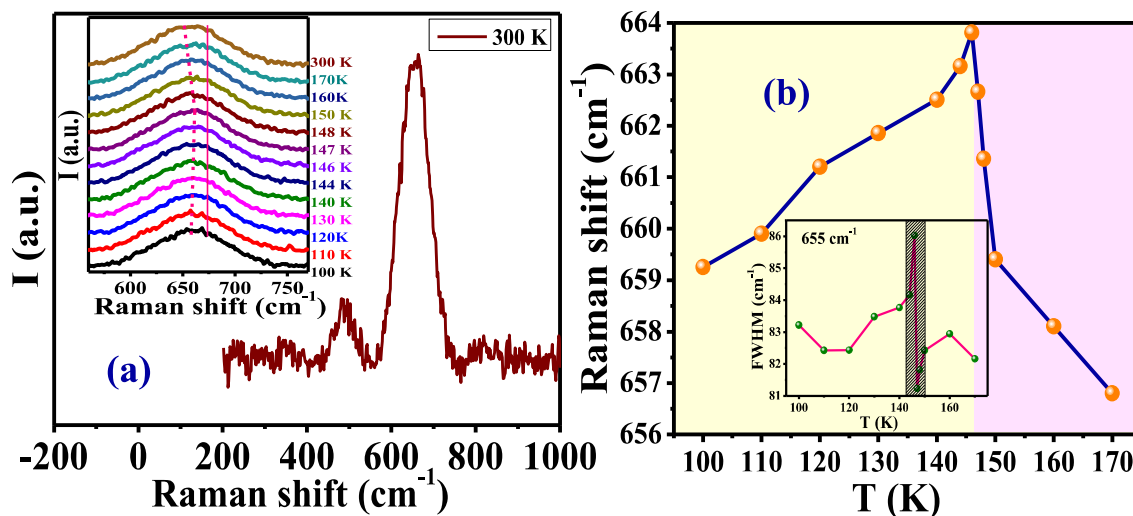 300 K
I (a.u.)
(a)
-200 0 200 400 600 800 1000
Raman shift (cm-1)
I (a.u.)
300 K
170K
160K
150 K
148 K
147 K
146 K
144 K
140 K
130 K
120K
110 K
100 K
600 650 700 750
Raman shift (cm-1)
(b)
Raman shift (cm-1)
664
663
662
661
660
659
658
657
656
100 110 120 130 140 150 160 170
T (K)
655 cm-1
FWHM (cm-1)
86
85
84
83
82
81
100 120 140 160
T (K)